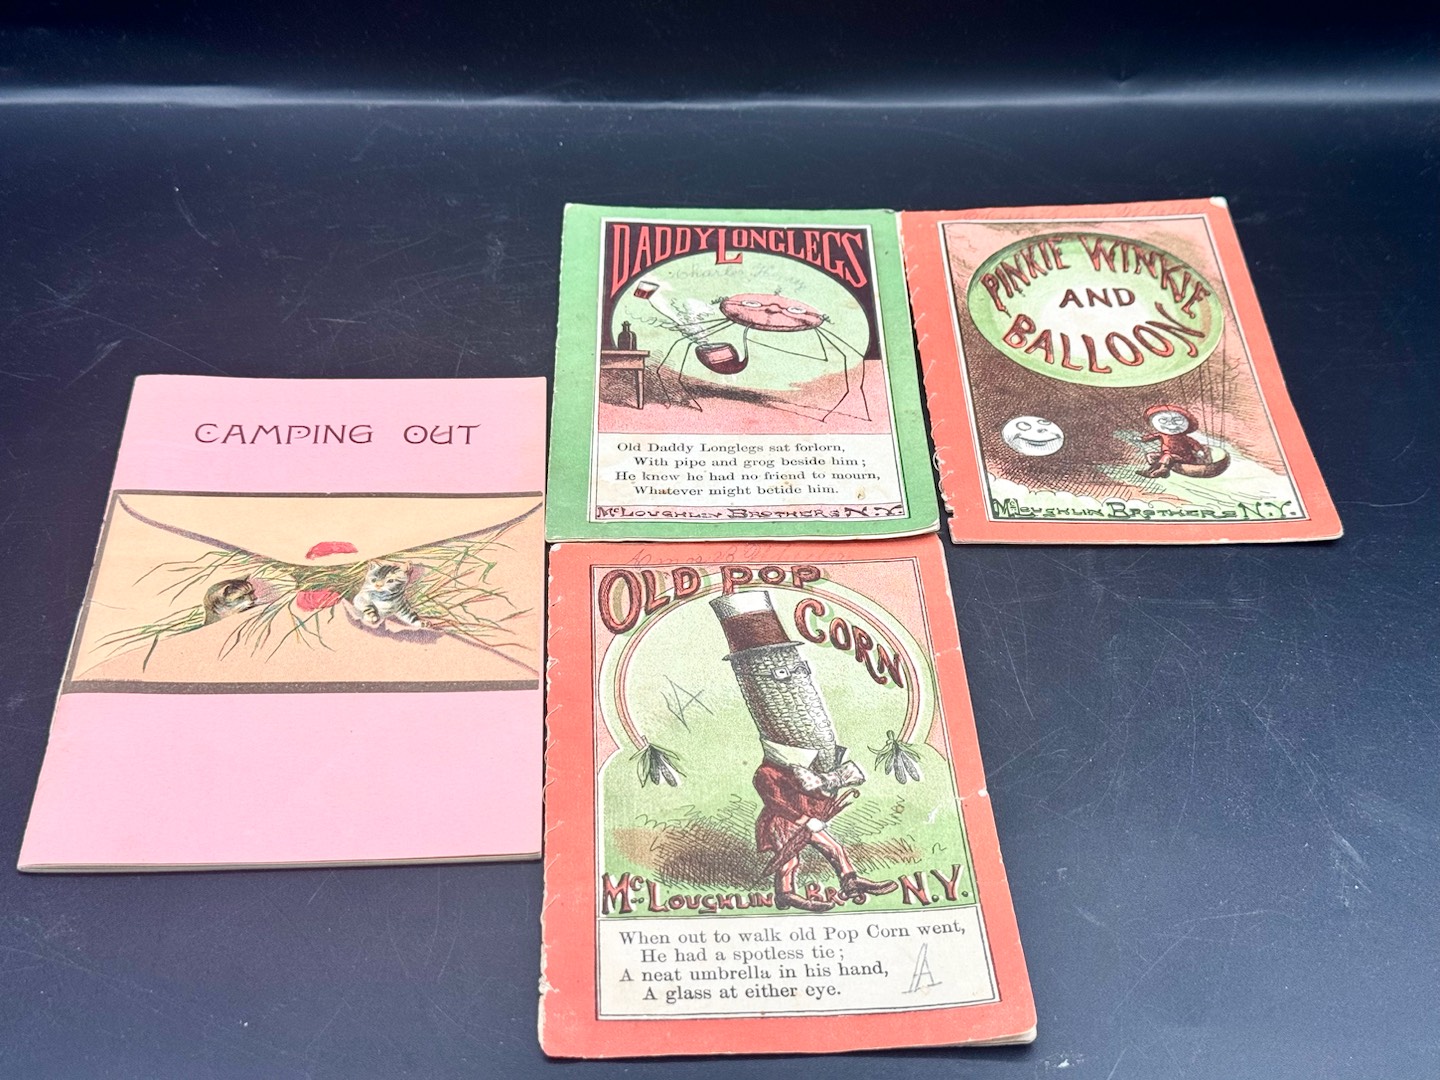 CAMPING OUT
DADDY LONGLEGS
Charles
Old Daddy Longlegs sat forlorn,
With pipe and grog beside him;
He knew he had no friend to mourn,
Whatever might betide him.
McLOUGHLIN BROTHERS N.Y.
PINKIE WINKIE
AND
BALLOON
McLOUGHLIN BROTHERS N.Y.
OLD POP
CORN
A
McLOUGHLIN BROS N.Y.
When out to walk old Pop Corn went,
He had a spotless tie;
A neat umbrella in his hand,
A glass at either eye.
A